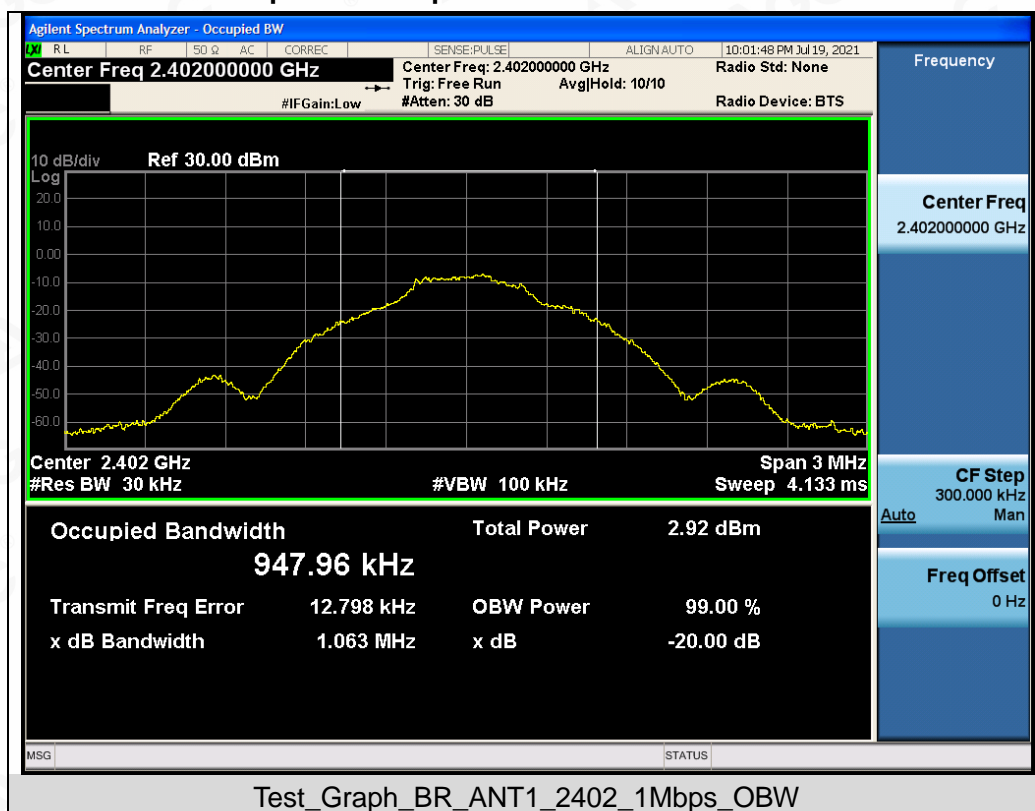 Agilent Spectrum Analyzer - Occupied BW
LXI RL RF 50 Ω AC CORREC SENSE:PULSE ALIGN AUTO 10:01:48 PM Jul 19, 2021
Center Freq 2.402000000 GHz Center Freq: 2.402000000 GHz Radio Std: None
Trig: Free Run Avg|Hold: 10/10
#IFGain:Low #Atten: 30 dB Radio Device: BTS
10 dB/div Ref 30.00 dBm
Log
20.0
10.0
0.00
-10.0
-20.0
-30.0
-40.0
-50.0
-60.0
Center 2.402 GHz Span 3 MHz
#Res BW 30 kHz #VBW 100 kHz Sweep 4.133 ms
Occupied Bandwidth Total Power 2.92 dBm
947.96 kHz
Transmit Freq Error 12.798 kHz OBW Power 99.00 %
x dB Bandwidth 1.063 MHz x dB -20.00 dB
MSG STATUS
Frequency
Center Freq
2.402000000 GHz
CF Step
300.000 kHz
Auto Man
Freq Offset
0 Hz
Test_Graph_BR_ANT1_2402_1Mbps_OBW